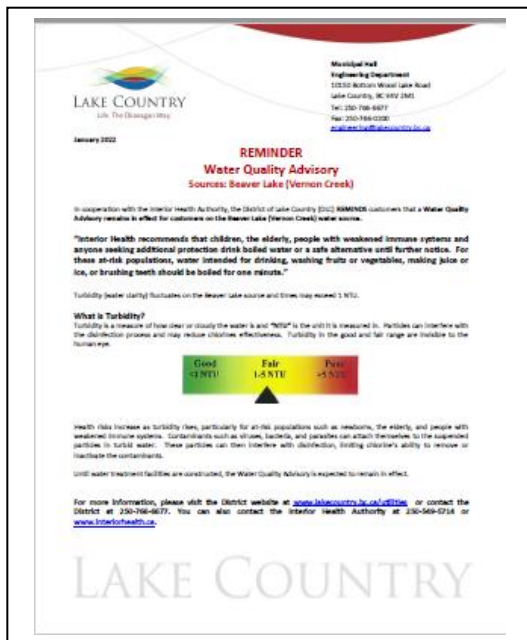 LAKE COUNTRY
Life. The Okanagan Way.
Municipal Hall
Engineering Department
10150 Bottom Wood Lake Road
Lake Country, BC V4V 2M1
Tel: 250-766-6677
Fax: 250-766-0200
engineering@lakecountry.bc.ca
January 2022
REMINDER
Water Quality Advisory
Sources: Beaver Lake (Vernon Creek)
In cooperation with the Interior Health Authority, the District of Lake Country (DLC) REMINDS customers that a Water Quality
Advisory remains in effect for customers on the Beaver Lake (Vernon Creek) water source.
"Interior Health recommends that children, the elderly, people with weakened immune systems and
anyone seeking additional protection drink boiled water or a safe alternative until further notice. For
these at-risk populations, water intended for drinking, washing fruits or vegetables, making juice or
ice, or brushing teeth should be boiled for one minute."
Turbidity (water clarity) fluctuates on the Beaver Lake source and times may exceed 1 NTU.
What is Turbidity?
Turbidity is a measure of how clear or cloudy the water is and "NTU" is the unit it is measured in. Particles can interfere with
the disinfection process and may reduce chlorines effectiveness. Turbidity in the good and fair range are invisible to the
human eye.
Good
<1 NTU
Fair
1-5 NTU
Poor
>5 NTU
Health risks increase as turbidity rises, particularly for at-risk populations such as newborns, the elderly, and people with
weakened immune systems. Contaminants such as viruses, bacteria, and parasites can attach themselves to the suspended
particles in turbid water. These particles can then interfere with disinfection, limiting chlorine's ability to remove or
inactivate the contaminants.
Until water treatment facilities are constructed, the Water Quality Advisory is expected to remain in effect.
For more information, please visit the District website at www.lakecountry.bc.ca/utilities or contact the
District at 250-766-6677. You can also contact the Interior Health Authority at 250-549-5714 or
www.interiorhealth.ca.
LAKE COUNTRY